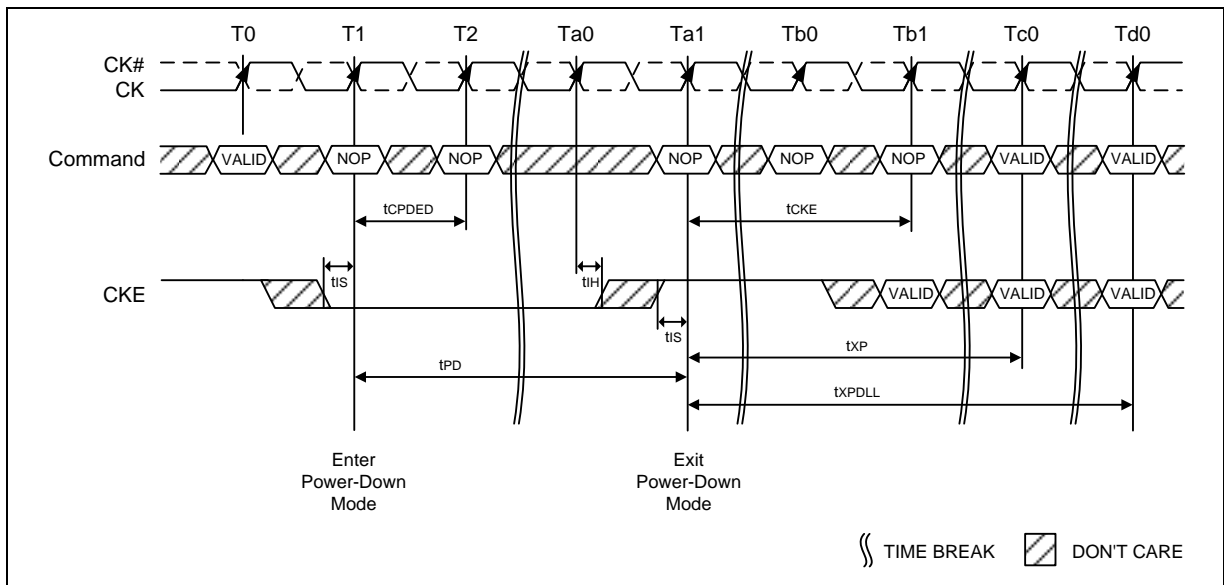 T0 T1 T2 Ta0 Ta1 Tb0 Tb1 Tc0 Td0
CK#
CK
Command VALID NOP NOP NOP NOP NOP VALID VALID
tCPDED tCKE
tIS tIH
CKE VALID VALID VALID
tIS
tXP
tPD
tXPDLL
Enter
Power-Down
Mode
Exit
Power-Down
Mode
TIME BREAK DON'T CARE